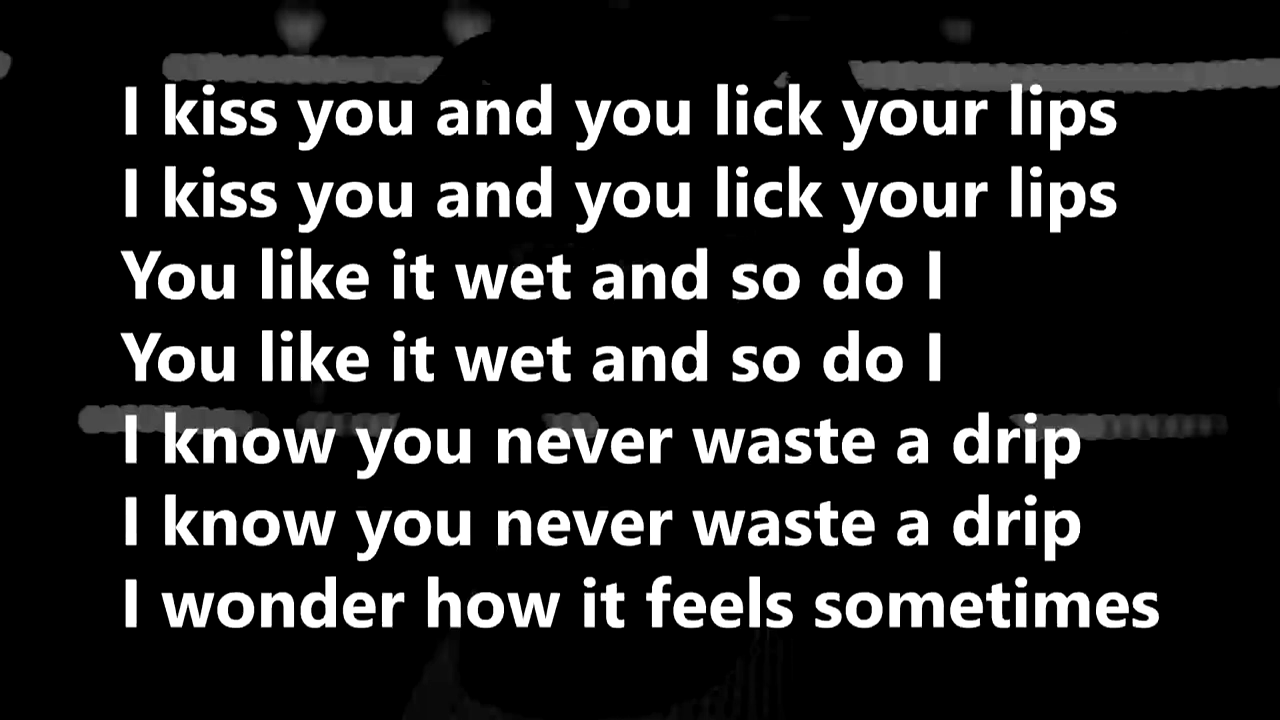 I kiss you and you lick your lips
I kiss you and you lick your lips
You like it wet and so do I
You like it wet and so do I
I know you never waste a drip
I know you never waste a drip
I wonder how it feels sometimes